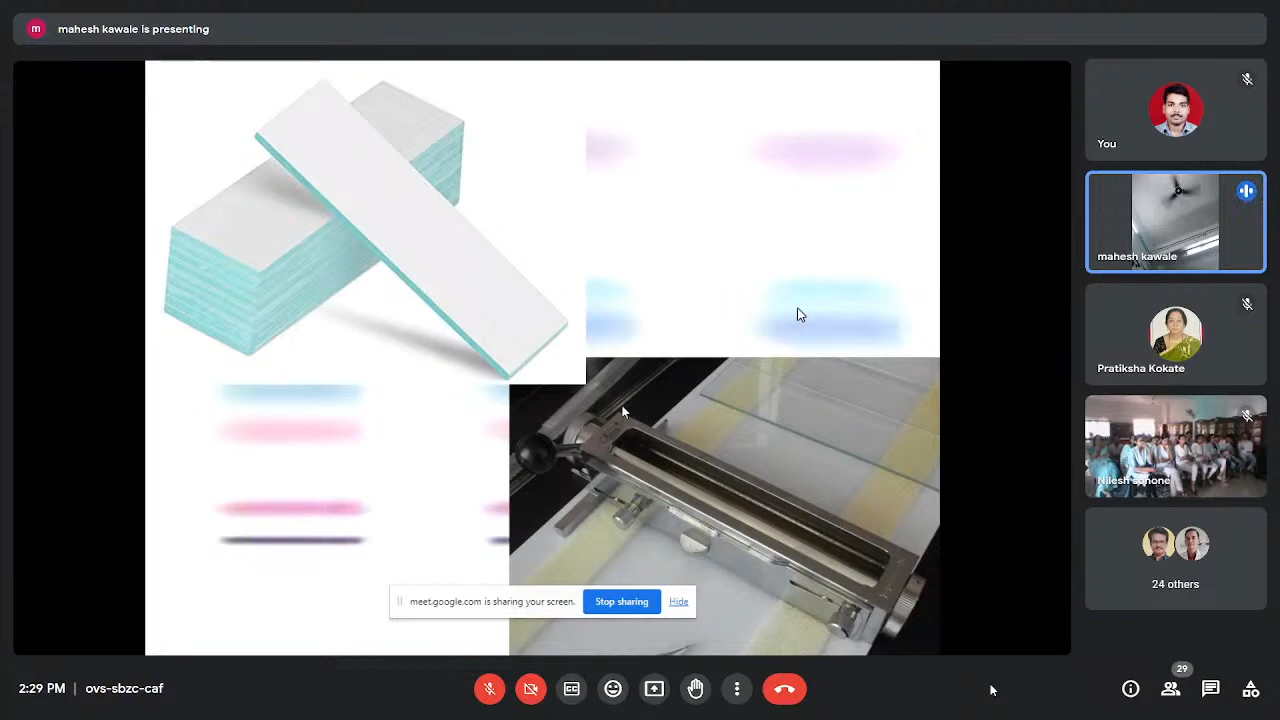 m
mahesh kawale is presenting
You
mahesh kawale
Pratiksha Kokate
Nilesh sonone
24 others
meet.google.com is sharing your screen.
Stop sharing
Hide
2:29 PM
ovs-sbzc-caf
29